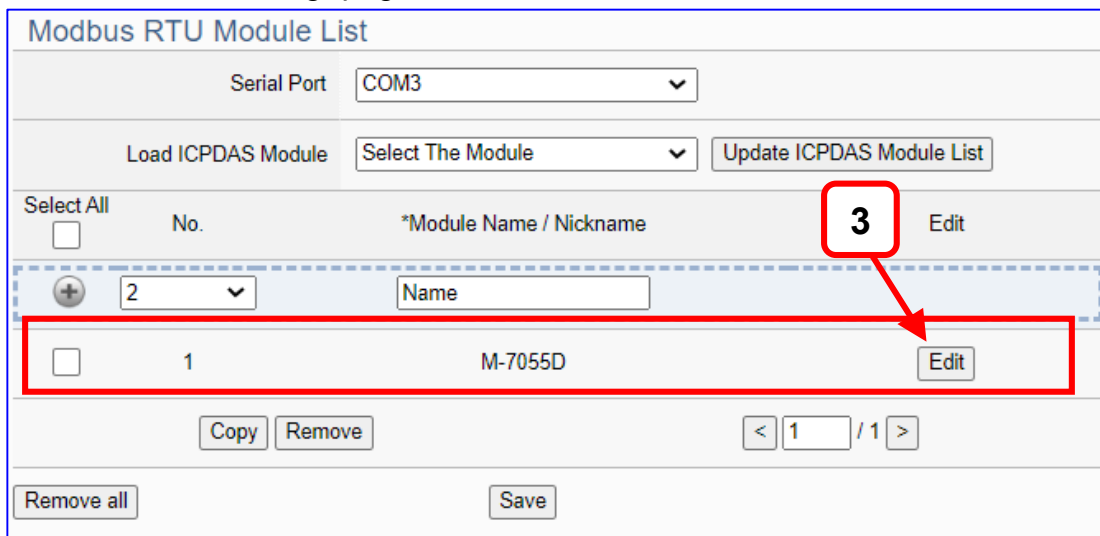 Modbus RTU Module List
Serial Port COM3
Load ICPDAS Module Select The Module Update ICPDAS Module List
Select All No. *Module Name / Nickname 3 Edit
2 Name
1 M-7055D Edit
Copy Remove < 1 / 1 >
Remove all Save